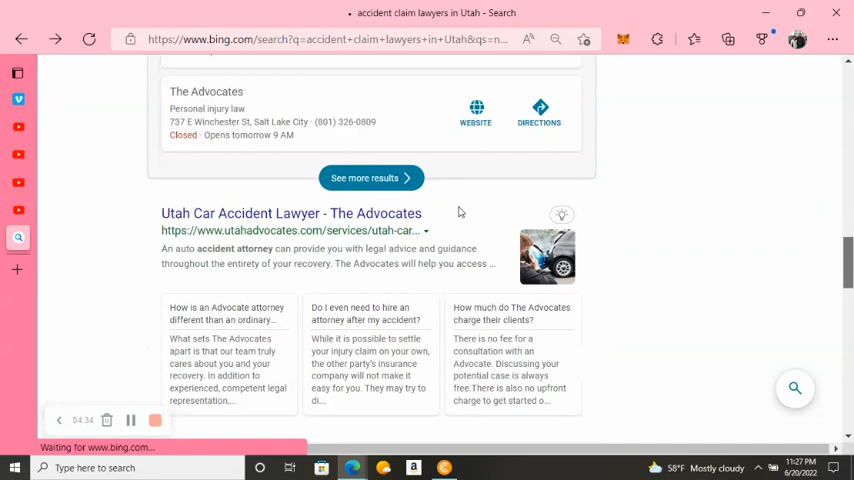 accident claim lawyers in Utah - Search
https://www.bing.com/search?q=accident+claim+lawyers+in+Utah&qs=n...
The Advocates
Personal injury law
737 E Winchester St, Salt Lake City · (801) 326-0809
Closed · Opens tomorrow 9 AM
WEBSITE
DIRECTIONS
See more results
Utah Car Accident Lawyer - The Advocates
https://www.utahadvocates.com/services/utah-car...
An auto accident attorney can provide you with legal advice and guidance
throughout the entirety of your recovery. The Advocates will help you access ...
How is an Advocate attorney
different than an ordinary...
What sets The Advocates
apart is that our team truly
cares about you and your
recovery. In addition to
experienced, competent legal
representation,...
Do I even need to hire an
attorney after my accident?
While it is possible to settle
your injury claim on your own,
the other party's insurance
company will not make it
easy for you. They may try to
di...
How much do The Advocates
charge their clients?
There is no fee for a
consultation with an
Advocate. Discussing your
potential case is always
free.There is also no upfront
charge to get started o...
04:34
Waiting for www.bing.com...
Type here to search
58°F Mostly cloudy
11:27 PM
6/20/2022